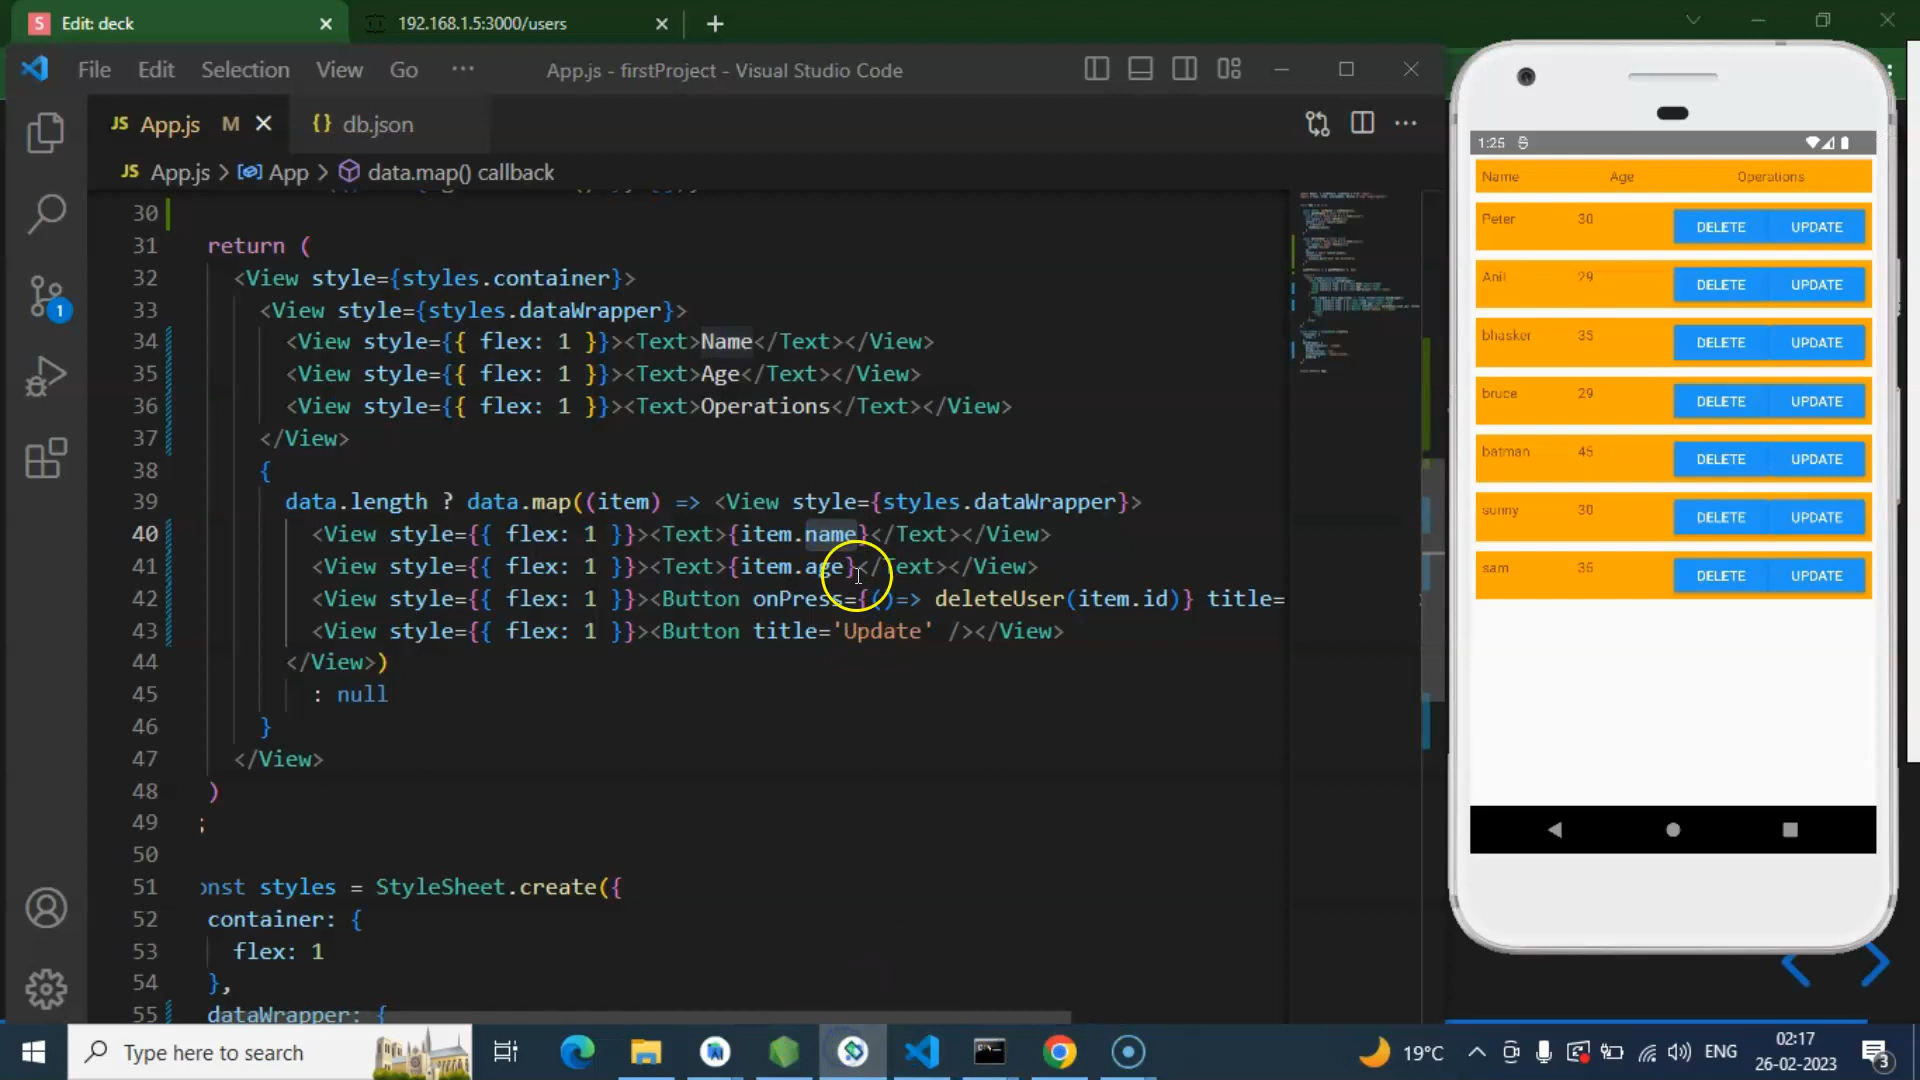 S Edit: deck
192.168.1.5:3000/users
File Edit Selection View Go ··· App.js - firstProject - Visual Studio Code
JS App.js M {} db.json
JS App.js > App > data.map() callback
30
31 return (
32 <View style={styles.container}>
33 <View style={styles.dataWrapper}>
34 <View style={{ flex: 1 }}><Text>Name</Text></View>
35 <View style={{ flex: 1 }}><Text>Age</Text></View>
36 <View style={{ flex: 1 }}><Text>Operations</Text></View>
37 </View>
38 {
39 data.length ? data.map((item) => <View style={styles.dataWrapper}>
40 <View style={{ flex: 1 }}><Text>{item.name}</Text></View>
41 <View style={{ flex: 1 }}><Text>{item.age}</Text></View>
42 <View style={{ flex: 1 }}><Button onPress={()=> deleteUser(item.id)} title=
43 <View style={{ flex: 1 }}><Button title='Update' /></View>
44 </View>)
45 : null
46 }
47 </View>
48 )
49 ;
50
51 onst styles = StyleSheet.create({
52 container: {
53 flex: 1
54 },
55 dataWrapper: {
1
1:25
Name Age Operations
Peter 30 DELETE UPDATE
Anil 29 DELETE UPDATE
bhasker 35 DELETE UPDATE
bruce 29 DELETE UPDATE
batman 45 DELETE UPDATE
sunny 30 DELETE UPDATE
sam 36 DELETE UPDATE
Type here to search
19°C
ENG
02:17
26-02-2023
3